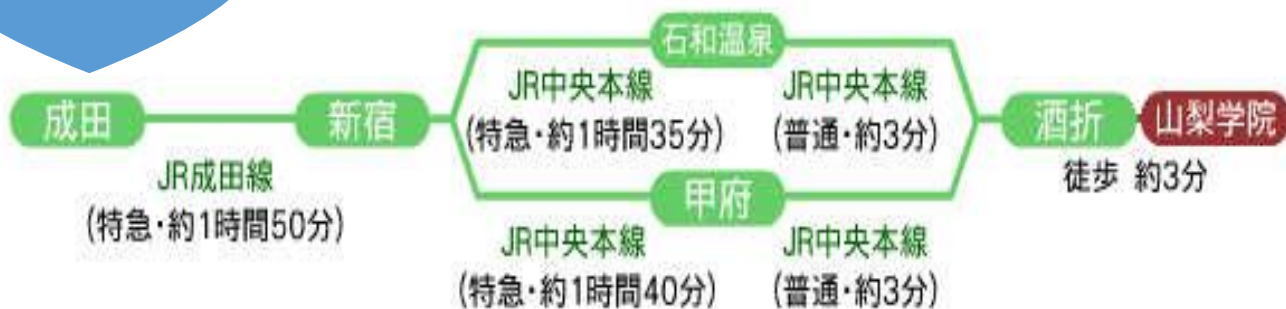 成田
JR成田線
(特急・約1時間50分)
新宿
石和温泉
JR中央本線
(特急・約1時間35分)
JR中央本線
(普通・約3分)
甲府
JR中央本線
(特急・約1時間40分)
JR中央本線
(普通・約3分)
酒折
山梨学院
徒歩 約3分